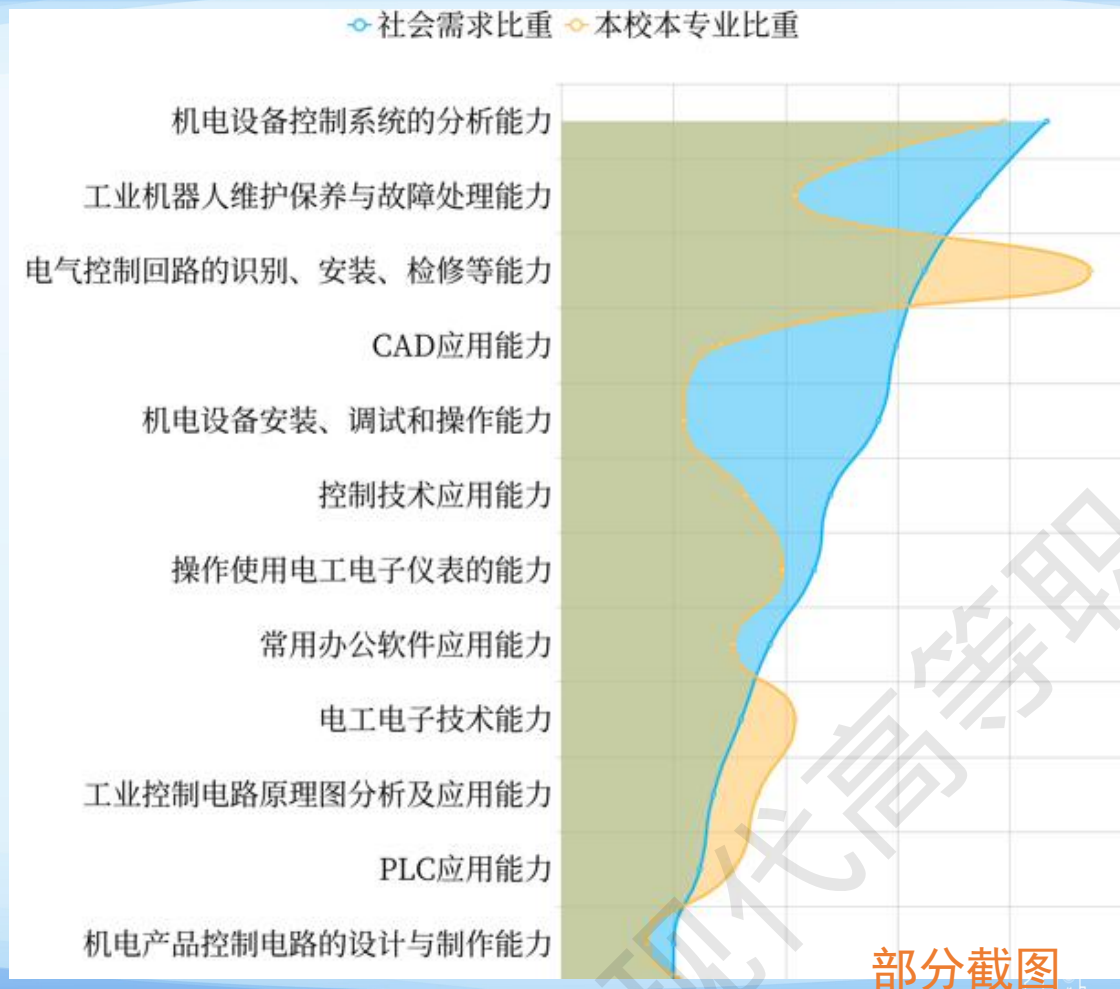 社会需求比重 本校本专业比重
机电设备控制系统的分析能力
工业机器人维护保养与故障处理能力
电气控制回路的识别、安装、检修等能力
CAD应用能力
机电设备安装、调试和操作能力
控制技术应用能力
操作使用电工电子仪表的能力
常用办公软件应用能力
电工电子技术能力
工业控制电路原理图分析及应用能力
PLC应用能力
机电产品控制电路的设计与制作能力
现代高等职
部分截图